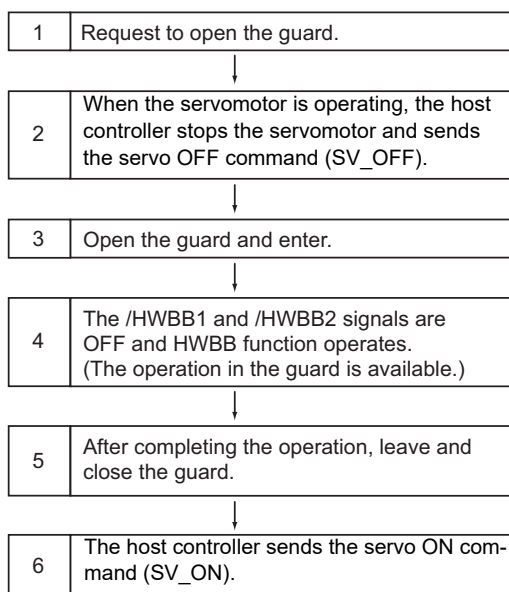 1 Request to open the guard.
2 When the servomotor is operating, the host
controller stops the servomotor and sends
the servo OFF command (SV_OFF).
3 Open the guard and enter.
4 The /HWBB1 and /HWBB2 signals are
OFF and HWBB function operates.
(The operation in the guard is available.)
5 After completing the operation, leave and
close the guard.
6 The host controller sends the servo ON com-
mand (SV_ON).